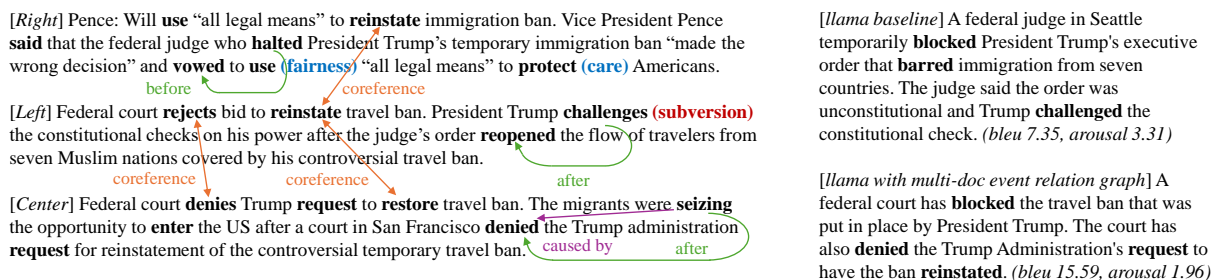 [Right] Pence: Will use “all legal means” to reinstate immigration ban. Vice President Pence
said that the federal judge who halted President Trump’s temporary immigration ban “made the
wrong decision” and vowed to use (fairness) “all legal means” to protect (care) Americans.
before
coreference
[Left] Federal court rejects bid to reinstate travel ban. President Trump challenges (subversion)
the constitutional checks on his power after the judge’s order reopened the flow of travelers from
seven Muslim nations covered by his controversial travel ban.
coreference
coreference
after
[Center] Federal court denies Trump request to restore travel ban. The migrants were seizing
the opportunity to enter the US after a court in San Francisco denied the Trump administration
request for reinstatement of the controversial temporary travel ban.
caused by
after
[llama baseline] A federal judge in Seattle
temporarily blocked President Trump's executive
order that barred immigration from seven
countries. The judge said the order was
unconstitutional and Trump challenged the
constitutional check. (bleu 7.35, arousal 3.31)
[llama with multi-doc event relation graph] A
federal court has blocked the travel ban that was
put in place by President Trump. The court has
also denied the Trump Administration's request to
have the ban reinstated. (bleu 15.59, arousal 1.96)